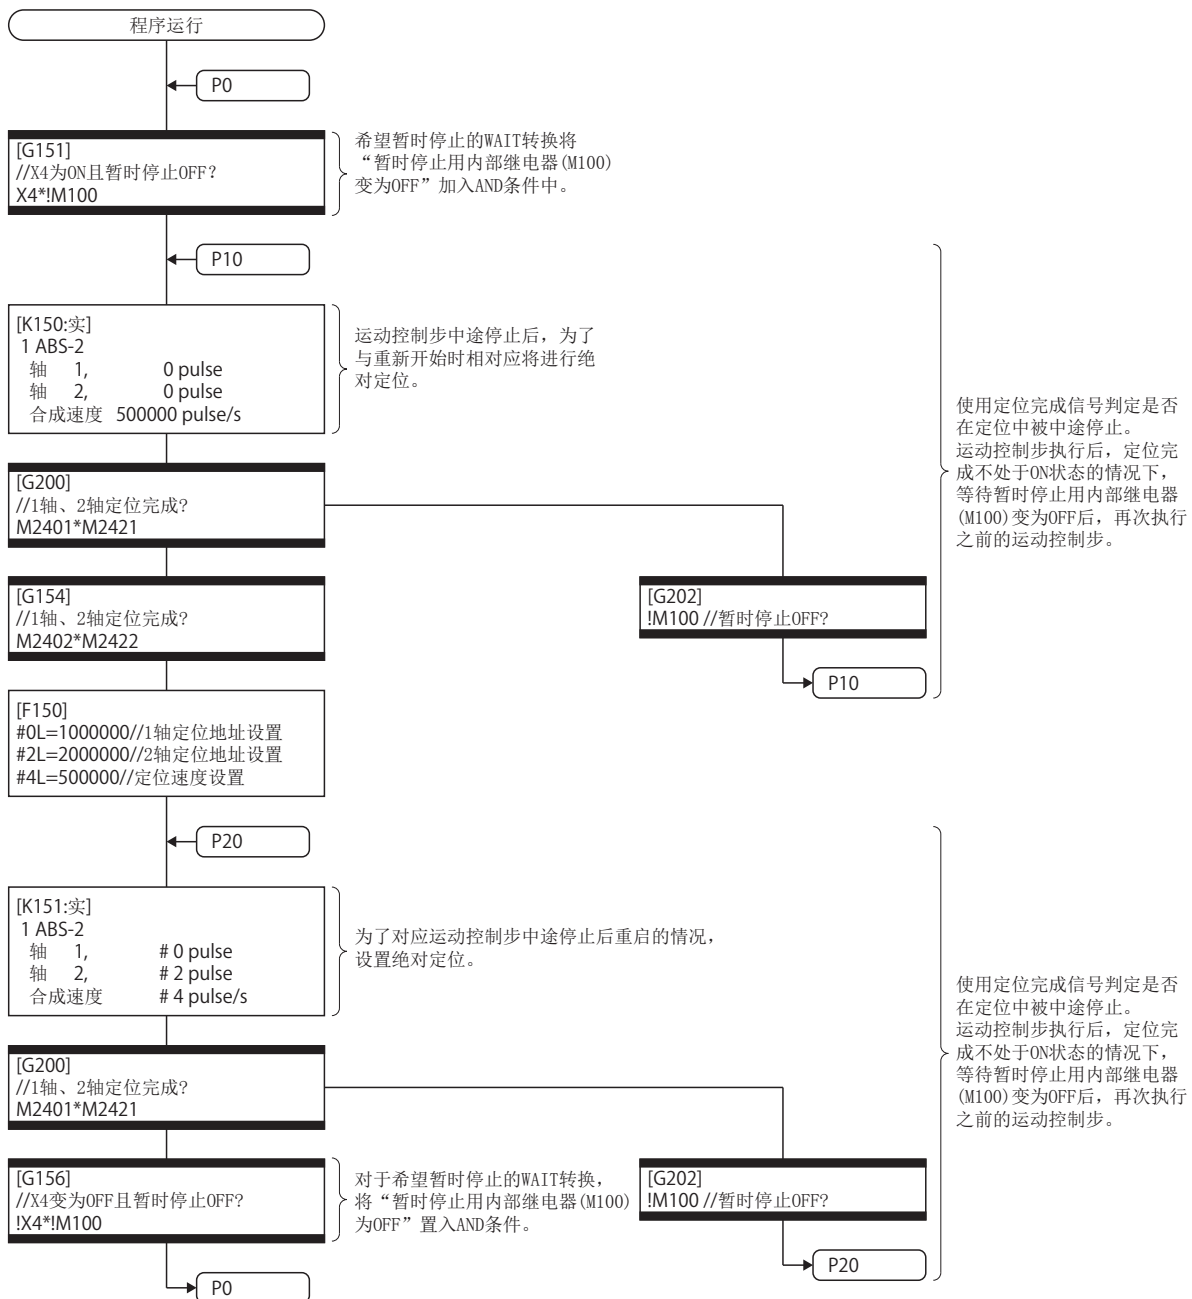 程序运行
P0
[G151]
//X4为ON且暂时停止OFF？
X4*!M100
希望暂时停止的WAIT转换将
“暂时停止用内部继电器(M100)
变为OFF”加入AND条件中。
P10
[K150:实]
1 ABS-2
轴 1, 0 pulse
轴 2, 0 pulse
合成速度 500000 pulse/s
运动控制步中途停止后，为了
与重新开始时相对应将进行绝
对定位。
[G200]
//1轴、2轴定位完成?
M2401*M2421
使用定位完成信号判定是否
在定位中被中途停止。
运动控制步执行后，定位完
成不处于ON状态的情况下，
等待暂时停止用内部继电器
(M100)变为OFF后，再次执行
之前的运动控制步。
[G154]
//1轴、2轴定位完成?
M2402*M2422
[G202]
!M100 //暂时停止OFF?
P10
[F150]
#0L=1000000//1轴定位地址设置
#2L=2000000//2轴定位地址设置
#4L=500000//定位速度设置
P20
[K151:实]
1 ABS-2
轴 1, # 0 pulse
轴 2, # 2 pulse
合成速度 # 4 pulse/s
为了对应运动控制步中途停止后重启的情况，
设置绝对定位。
[G200]
//1轴、2轴定位完成?
M2401*M2421
使用定位完成信号判定是否
在定位中被中途停止。
运动控制步执行后，定位完
成不处于ON状态的情况下，
等待暂时停止用内部继电器
(M100)变为OFF后，再次执行
之前的运动控制步。
[G156]
//X4变为OFF且暂时停止OFF?
!X4*!M100
对于希望暂时停止的WAIT转换，
将“暂时停止用内部继电器(M100)
为OFF”置入AND条件。
[G202]
!M100 //暂时停止OFF?
P20
P0